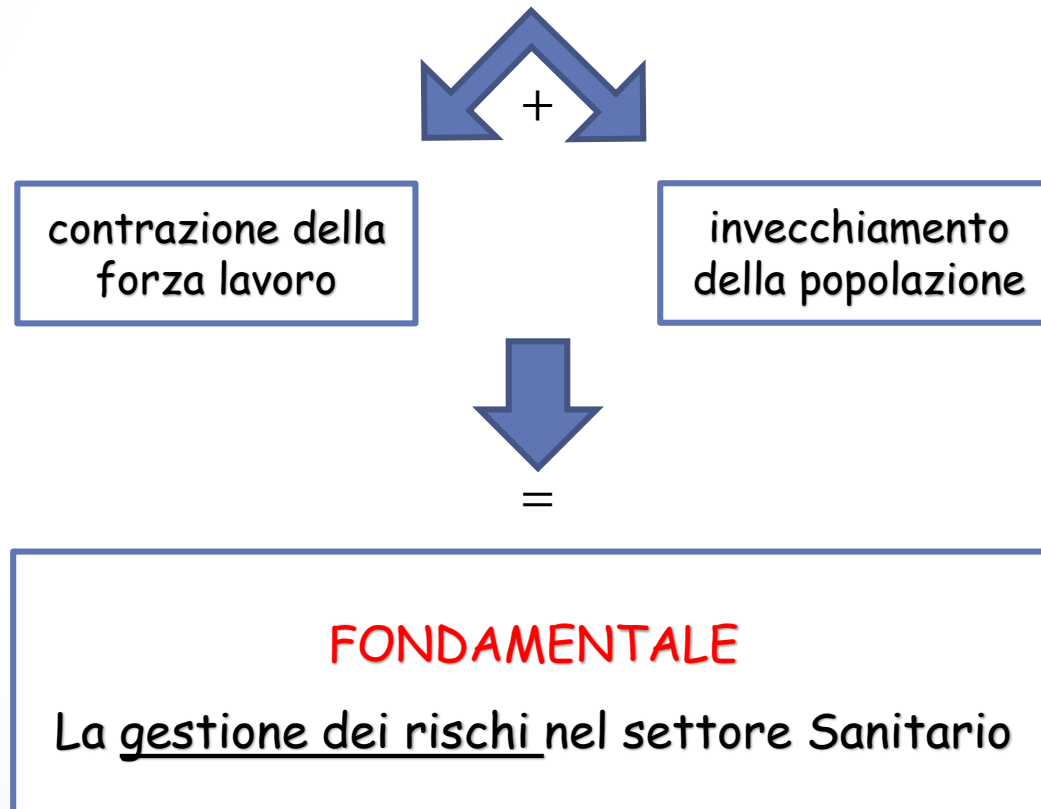 +
contrazione della
forza lavoro
invecchiamento
della popolazione
=
FONDAMENTALE
La gestione dei rischi nel settore Sanitario